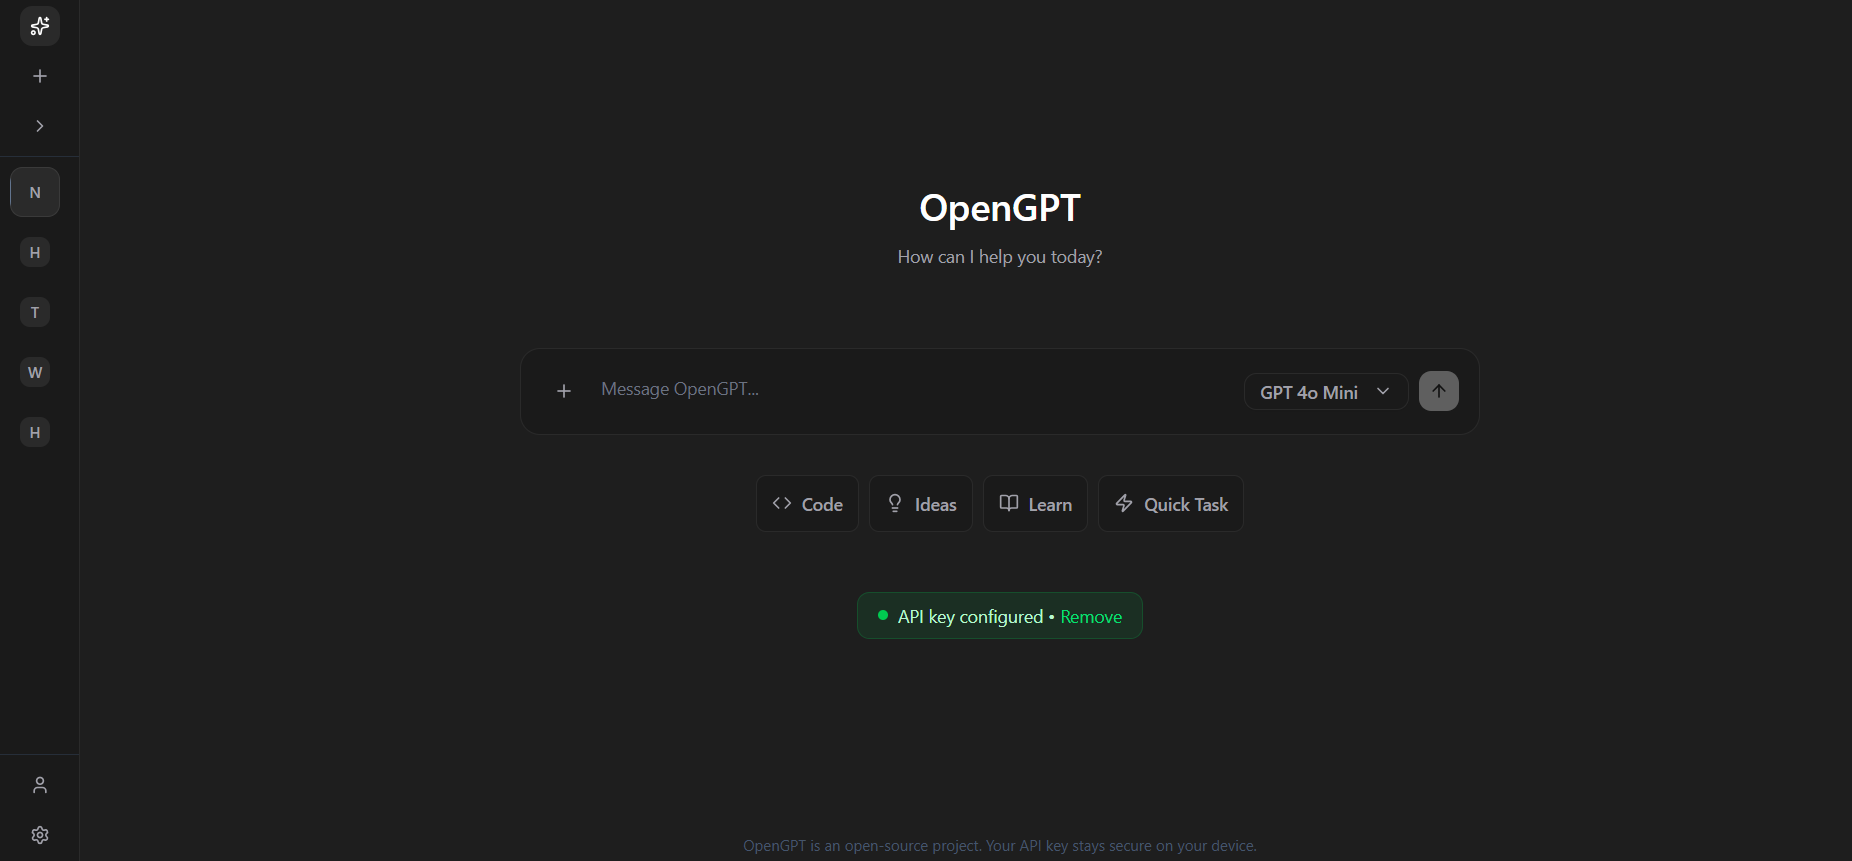 N
H
T
W
H
OpenGPT
How can I help you today?
Message OpenGPT...
GPT 4o Mini
Code
Ideas
Learn
Quick Task
API key configured • Remove
OpenGPT is an open-source project. Your API key stays secure on your device.